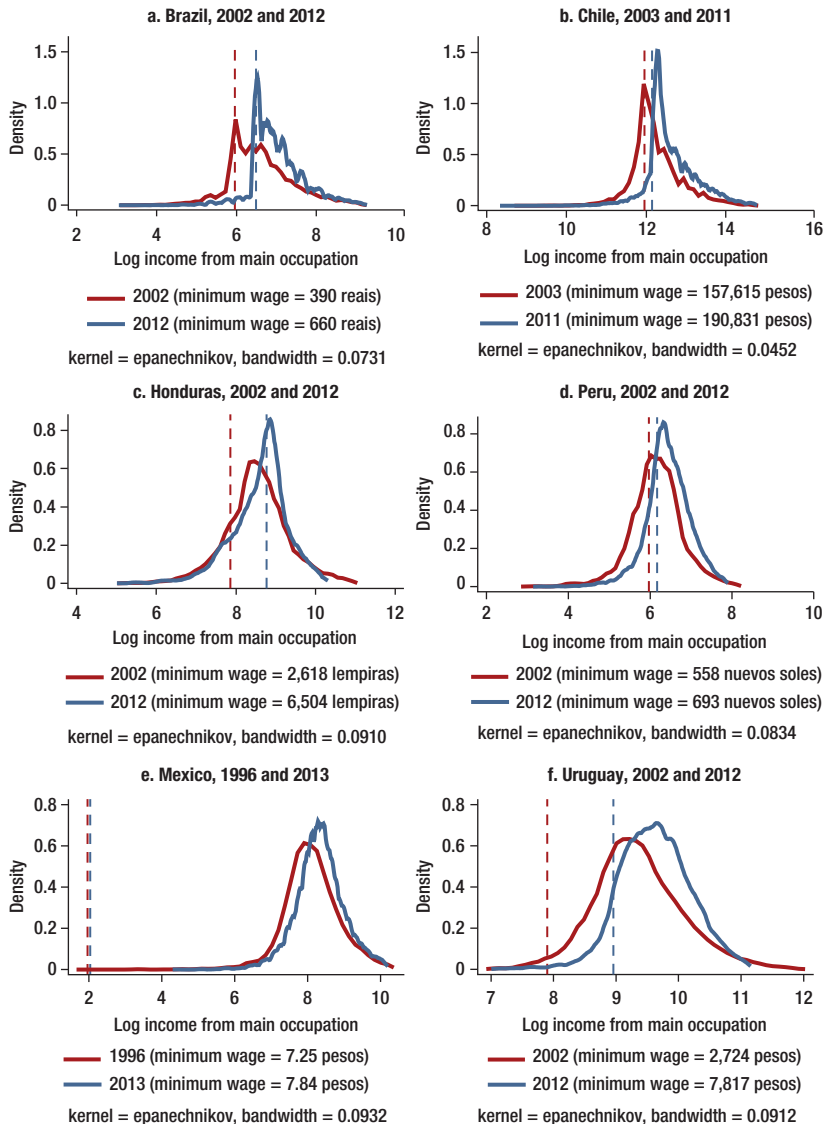 a. Brazil, 2002 and 2012
Density
1.5
1.0
0.5
0
2 4 6 8 10
Log income from main occupation
2002 (minimum wage = 390 reais)
2012 (minimum wage = 660 reais)
kernel = epanechnikov, bandwidth = 0.0731
b. Chile, 2003 and 2011
Density
1.5
1.0
0.5
0
8 10 12 14 16
Log income from main occupation
2003 (minimum wage = 157,615 pesos)
2011 (minimum wage = 190,831 pesos)
kernel = epanechnikov, bandwidth = 0.0452
c. Honduras, 2002 and 2012
Density
0.8
0.6
0.4
0.2
0
4 6 8 10 12
Log income from main occupation
2002 (minimum wage = 2,618 lempiras)
2012 (minimum wage = 6,504 lempiras)
kernel = epanechnikov, bandwidth = 0.0910
d. Peru, 2002 and 2012
Density
0.8
0.6
0.4
0.2
0
2 4 6 8 10
Log income from main occupation
2002 (minimum wage = 558 nuevos soles)
2012 (minimum wage = 693 nuevos soles)
kernel = epanechnikov, bandwidth = 0.0834
e. Mexico, 1996 and 2013
Density
0.8
0.6
0.4
0.2
0
2 4 6 8 10
Log income from main occupation
1996 (minimum wage = 7.25 pesos)
2013 (minimum wage = 7.84 pesos)
kernel = epanechnikov, bandwidth = 0.0932
f. Uruguay, 2002 and 2012
Density
0.8
0.6
0.4
0.2
0
7 8 9 10 11 12
Log income from main occupation
2002 (minimum wage = 2,724 pesos)
2012 (minimum wage = 7,817 pesos)
kernel = epanechnikov, bandwidth = 0.0912